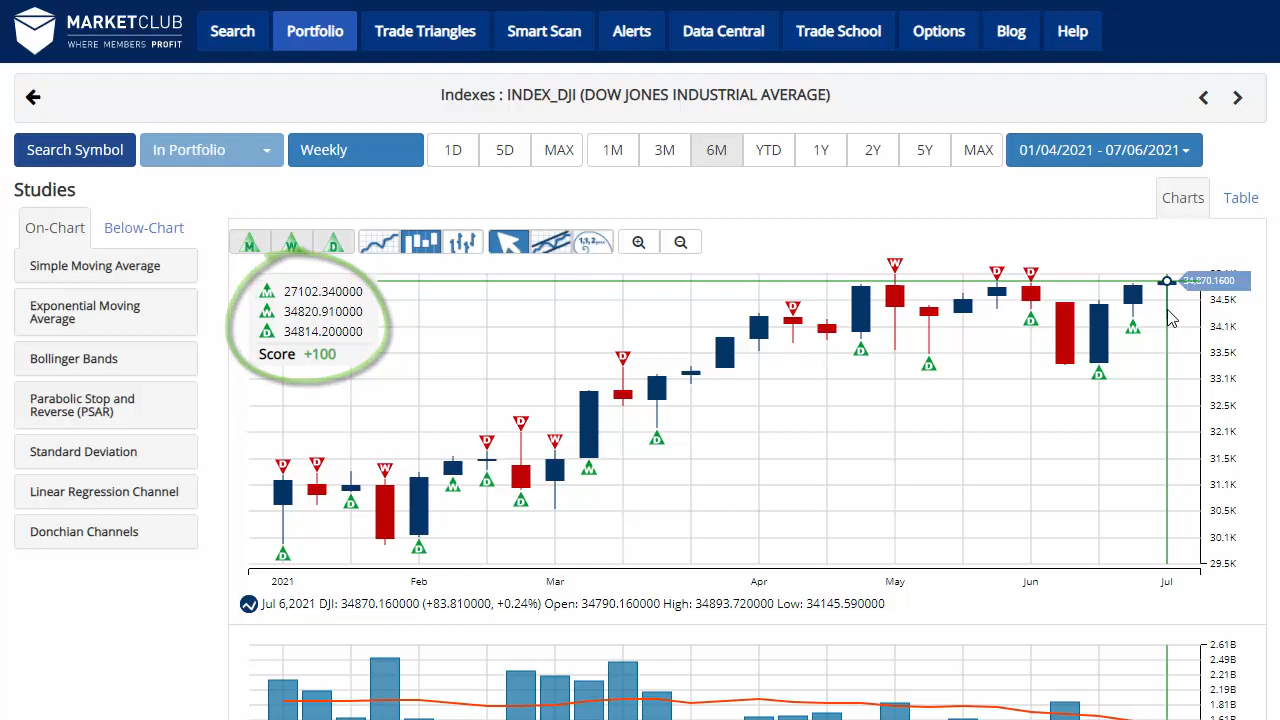 MARKETCLUB
WHERE MEMBERS PROFIT
Search Portfolio Trade Triangles Smart Scan Alerts Data Central Trade School Options Blog Help
Indexes : INDEX_DJI (DOW JONES INDUSTRIAL AVERAGE)
Search Symbol In Portfolio Weekly 1D 5D MAX 1M 3M 6M YTD 1Y 2Y 5Y MAX 01/04/2021 - 07/06/2021
Studies
Charts Table
On-Chart Below-Chart
Simple Moving Average
Exponential Moving
Average
Bollinger Bands
Parabolic Stop and
Reverse (PSAR)
Standard Deviation
Linear Regression Channel
Donchian Channels
M W D 1,1,2,...
M 27102.340000
W 34820.910000
D 34814.200000
Score +100
W D D
34,870.1600
34.5K
D
34.1K
D W
D D
33.5K
D D
33.1K
32.5K
D D W
32.1K
D
D D W W
31.5K
W D
31.1K
D D
30.5K
D D
30.1K
29.5K
2021 Feb Mar Apr May Jun Jul
Jul 6,2021 DJI: 34870.160000 (+83.810000, +0.24%) Open: 34790.160000 High: 34893.720000 Low: 34145.590000
2.61B
2.49B
2.21B
2.19B
1.81B